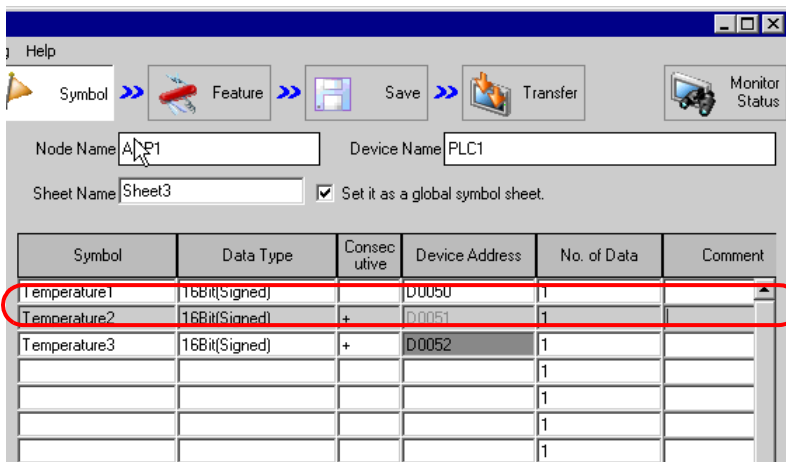 Help
Symbol Feature Save Transfer Monitor Status
Node Name Device Name PLC1
Sheet Name Sheet3 Set it as a global symbol sheet.
Symbol Data Type Consecutive Device Address No. of Data Comment
Temperature1 16Bit(Signed) D0050 1
Temperature2 16Bit(Signed) + D0051 1
Temperature3 16Bit(Signed) + D0052 1
1
1
1
1